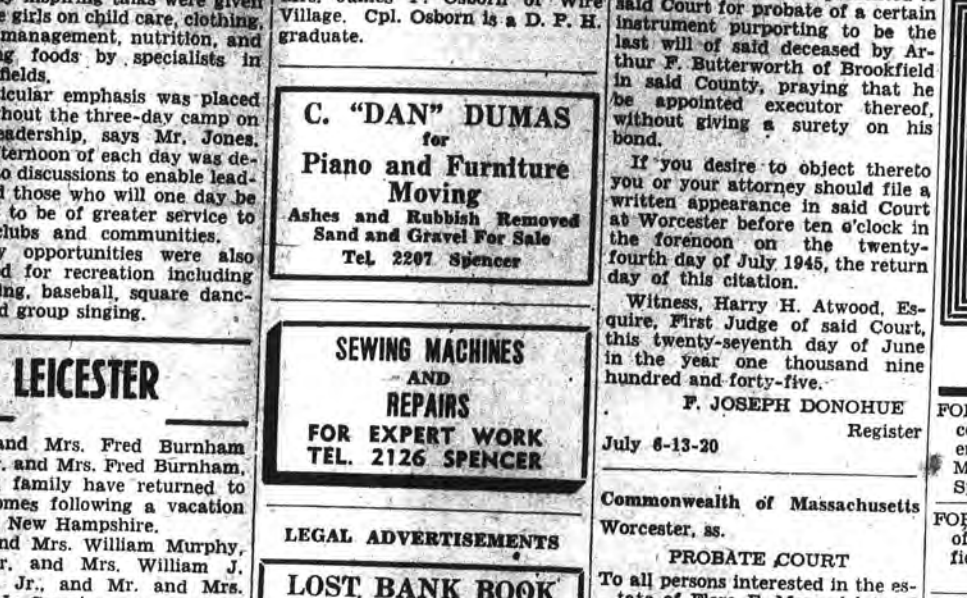 e girls on child care, clothing,
management, nutrition, and
foods by specialists in
fields.
icular emphasis was placed
hout the three-day camp on
eadership, says Mr. Jones.
ternoon of each day was de-
o discussions to enable lead-
those who will one day be
to be of greater service to
clubs and communities.
opportunities were also
d for recreation including
ing, baseball, square danc-
d group singing.
LEICESTER
and Mrs. Fred Burnham
. and Mrs. Fred Burnham,
family have returned to
omes following a vacation
New Hampshire.
nd Mrs. William Murphy,
r. and Mrs. William J.
Jr., and Mr. and Mrs.
Village. Cpl. Osborn is a D. P. H.
graduate.
C. "DAN" DUMAS
for
Piano and Furniture
Moving
Ashes and Rubbish Removed
Sand and Gravel For Sale
Tel. 2207 Spencer
SEWING MACHINES
AND
REPAIRS
FOR EXPERT WORK
TEL. 2126 SPENCER
LEGAL ADVERTISEMENTS
LOST BANK BOOK
said Court for probate of a certain
instrument purporting to be the
last will of said deceased by Ar-
thur F. Butterworth of Brookfield
in said County, praying that he
be appointed executor thereof,
without giving a surety on his
bond.
If you desire to object thereto
you or your attorney should file a
written appearance in said Court
at Worcester before ten o'clock in
the forenoon on the twenty-
fourth day of July 1945, the return
day of this citation.
Witness, Harry H. Atwood, Es-
quire, First Judge of said Court,
this twenty-seventh day of June
in the year one thousand nine
hundred and forty-five.
F. JOSEPH DONOHUE
Register
July 6-13-20
Commonwealth of Massachusetts
Worcester, ss.
PROBATE COURT
To all persons interested in the es-
FOR
FOR
of